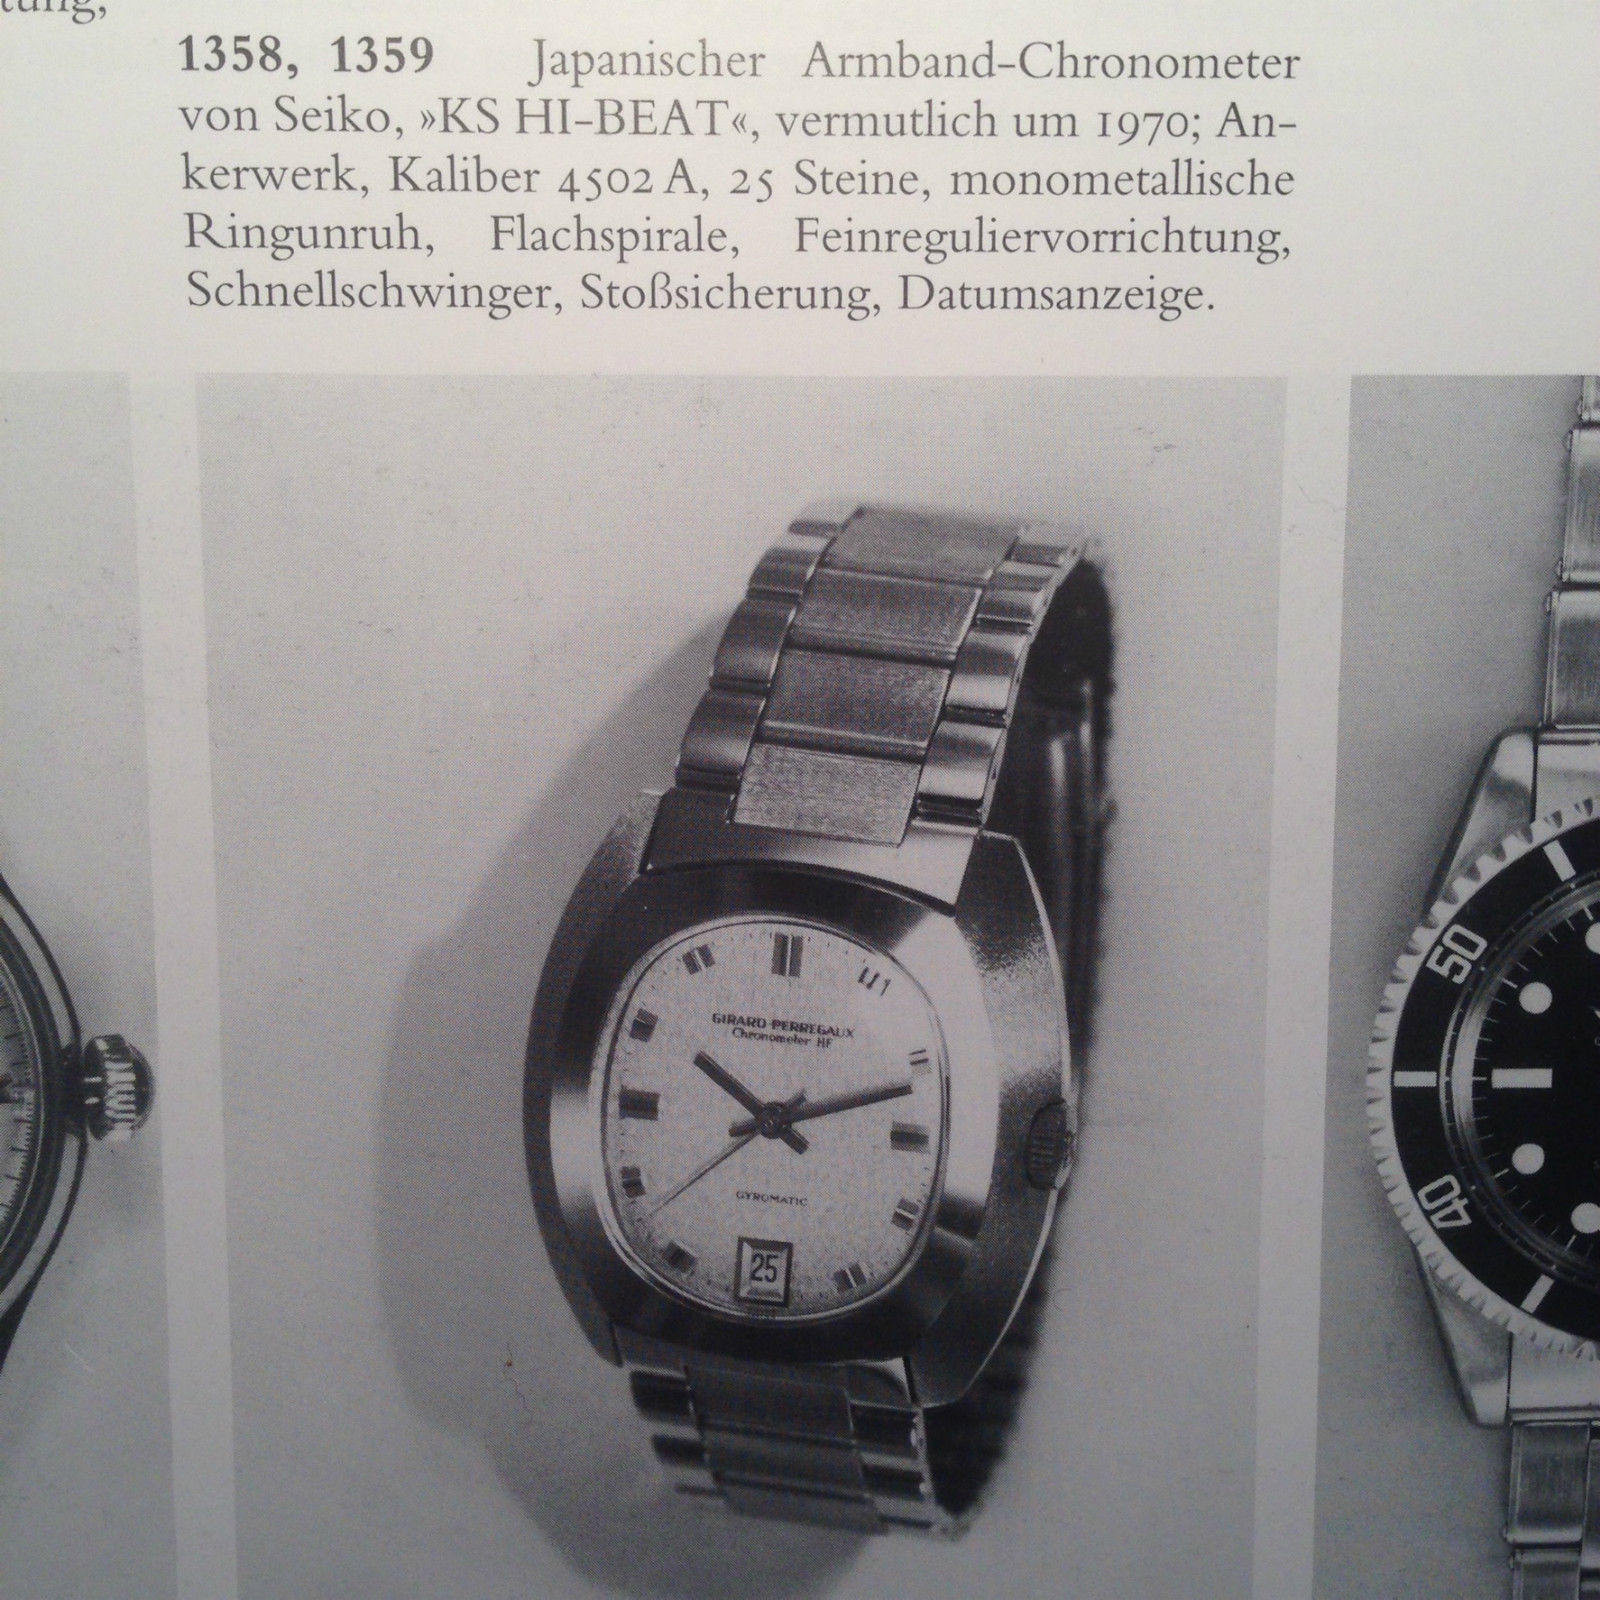 tung,
1358, 1359 Japanischer Armband-Chronometer
von Seiko, »KS HI-BEAT«, vermutlich um 1970; An-
kerwerk, Kaliber 4502 A, 25 Steine, monometallische
Ringunruh, Flachspirale, Feinreguliervorrichtung,
Schnellschwinger, Stoßsicherung, Datumsanzeige.
GIRARD-PERREGAUX
Chronometer HF
GYROMATIC
25
50
40